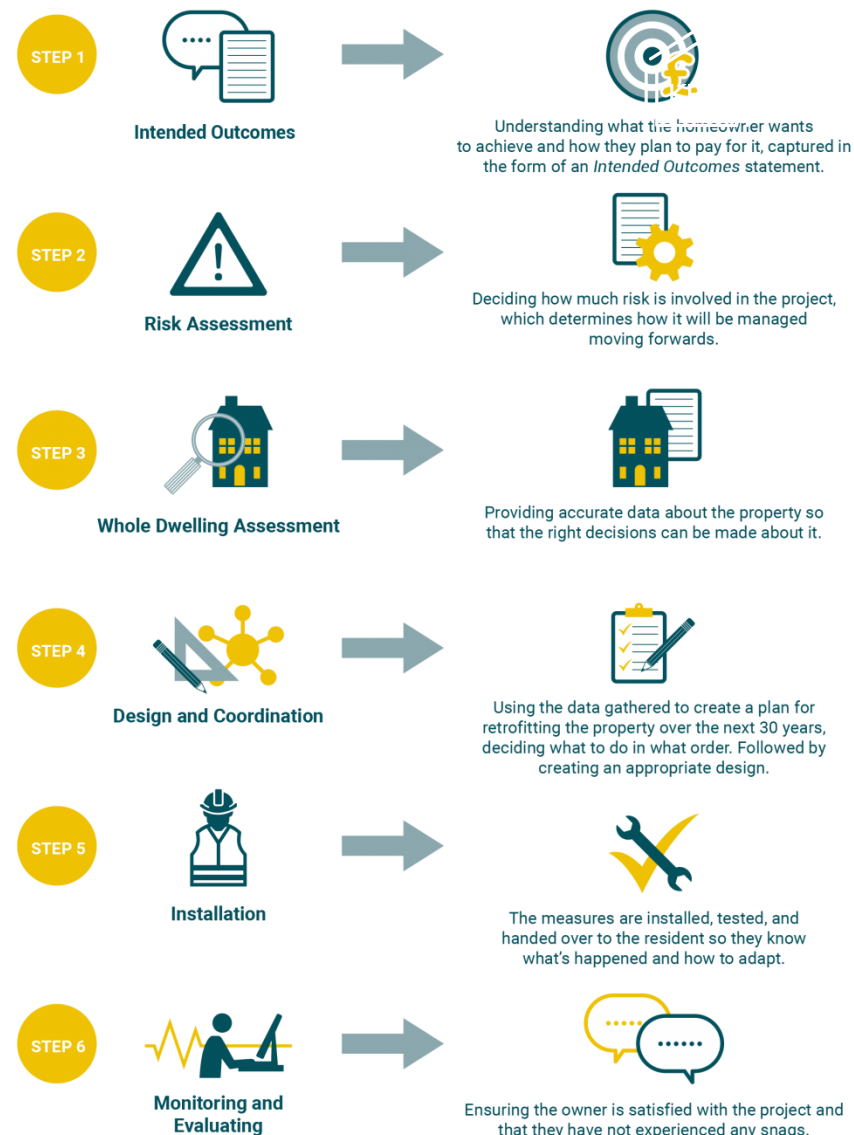 STEP 1
Intended Outcomes
Understanding what the homeowner wants
to achieve and how they plan to pay for it, captured in
the form of an Intended Outcomes statement.
STEP 2
Risk Assessment
Deciding how much risk is involved in the project,
which determines how it will be managed
moving forwards.
STEP 3
Whole Dwelling Assessment
Providing accurate data about the property so
that the right decisions can be made about it.
STEP 4
Design and Coordination
Using the data gathered to create a plan for
retrofitting the property over the next 30 years,
deciding what to do in what order. Followed by
creating an appropriate design.
STEP 5
Installation
The measures are installed, tested, and
handed over to the resident so they know
what's happened and how to adapt.
STEP 6
Monitoring and
Evaluating
Ensuring the owner is satisfied with the project and
that they have not experienced any snags.